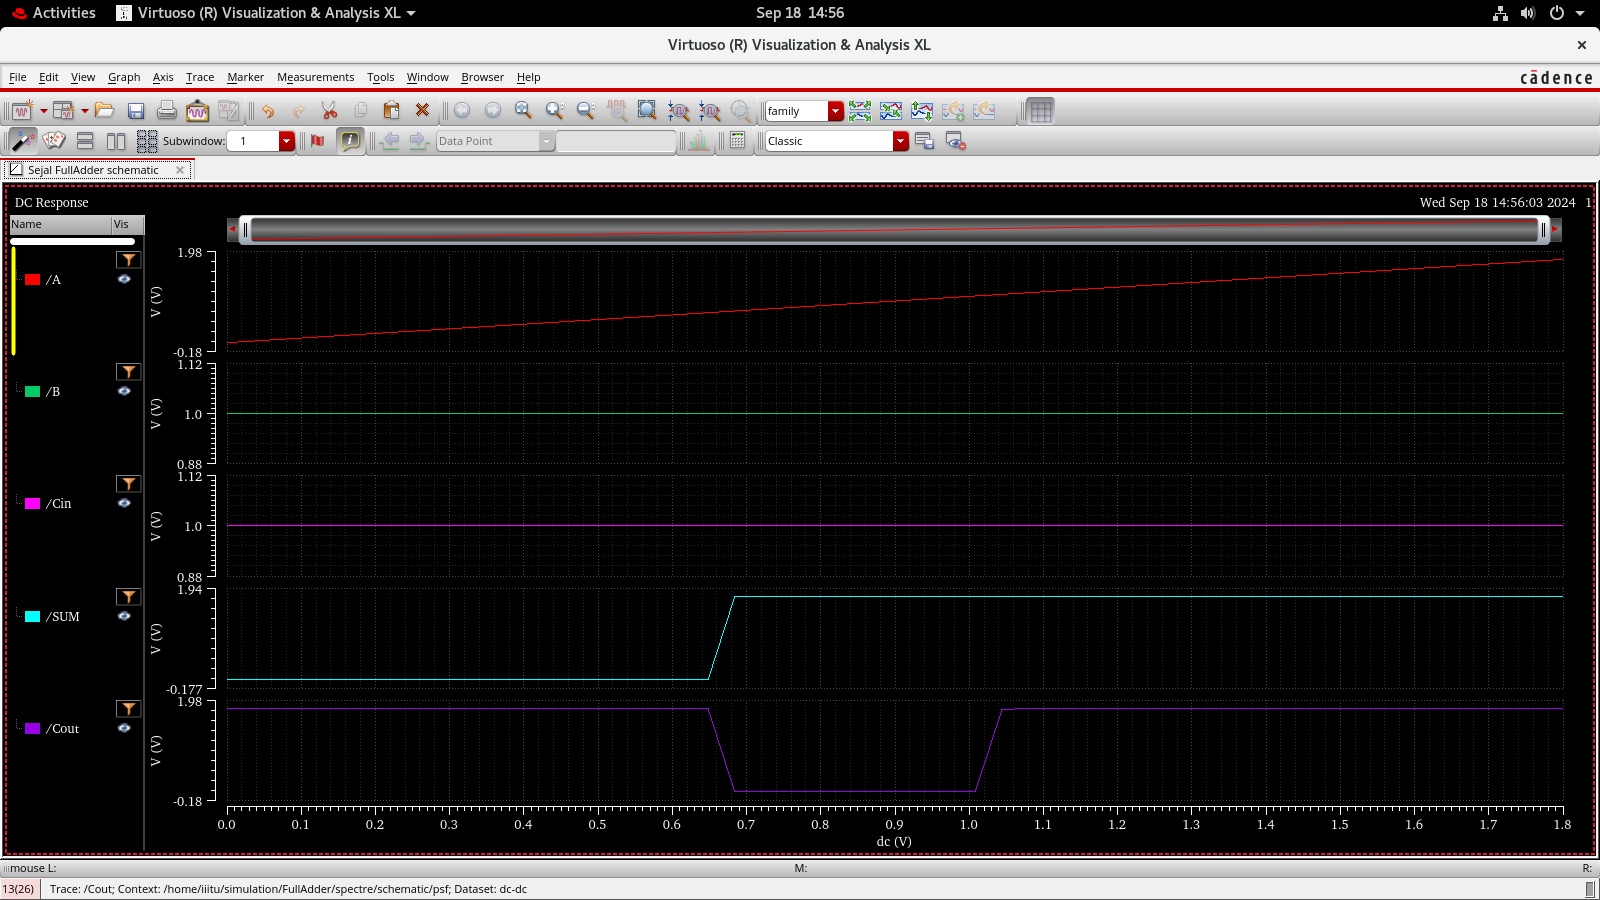 Activities Virtuoso (R) Visualization & Analysis XL Sep 18 14:56
Virtuoso (R) Visualization & Analysis XL
File Edit View Graph Axis Trace Marker Measurements Tools Window Browser Help cādence
family
Subwindow: 1 Data Point Classic
Sejal FullAdder schematic
DC Response Wed Sep 18 14:56:03 2024 1
Name Vis
1.98
/A
V (V)
-0.18
1.12
/B
V (V)
1.0
0.88
1.12
/Cin
V (V)
1.0
0.88
1.94
/SUM
V (V)
-0.177
1.98
/Cout
V (V)
-0.18
0.0 0.1 0.2 0.3 0.4 0.5 0.6 0.7 0.8 0.9 1.0 1.1 1.2 1.3 1.4 1.5 1.6 1.7 1.8
dc (V)
mouse L: M: R:
13(26) Trace: /Cout; Context: /home/iiitu/simulation/FullAdder/spectre/schematic/psf; Dataset: dc-dc